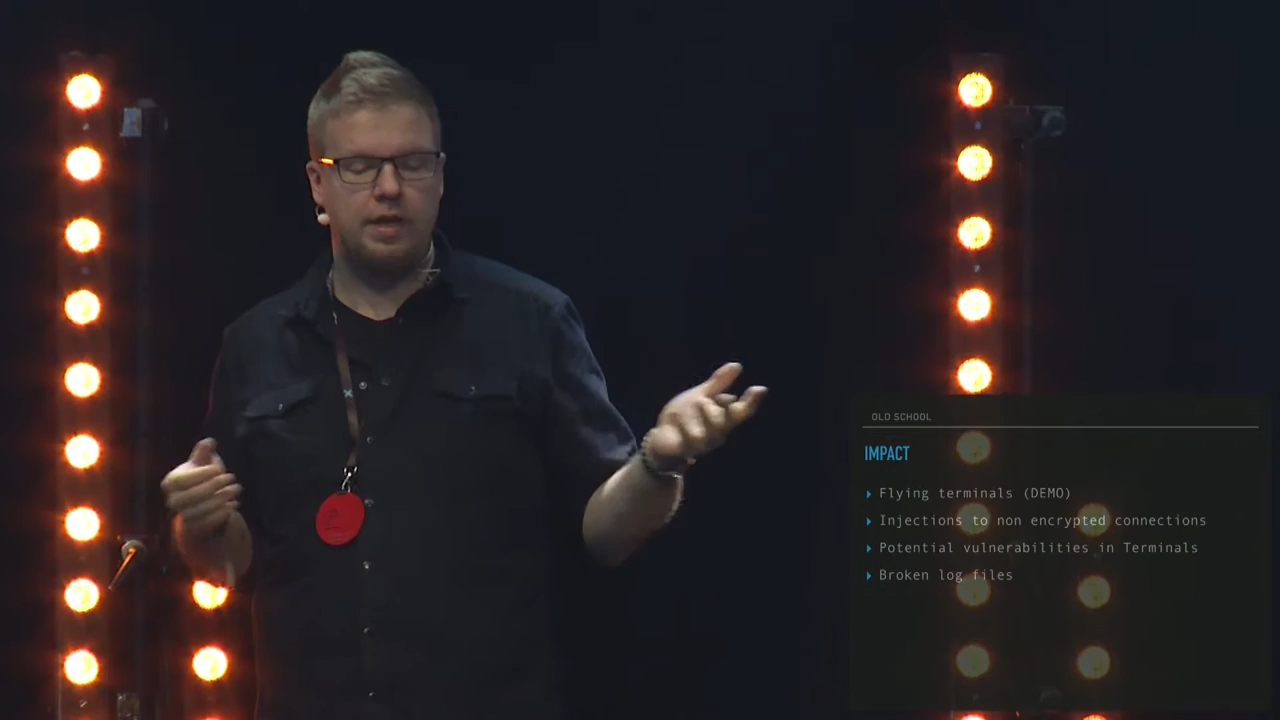 OLD SCHOOL
IMPACT
Flying terminals (DEMO)
Injections to non encrypted connections
Potential vulnerabilities in Terminals
Broken log files